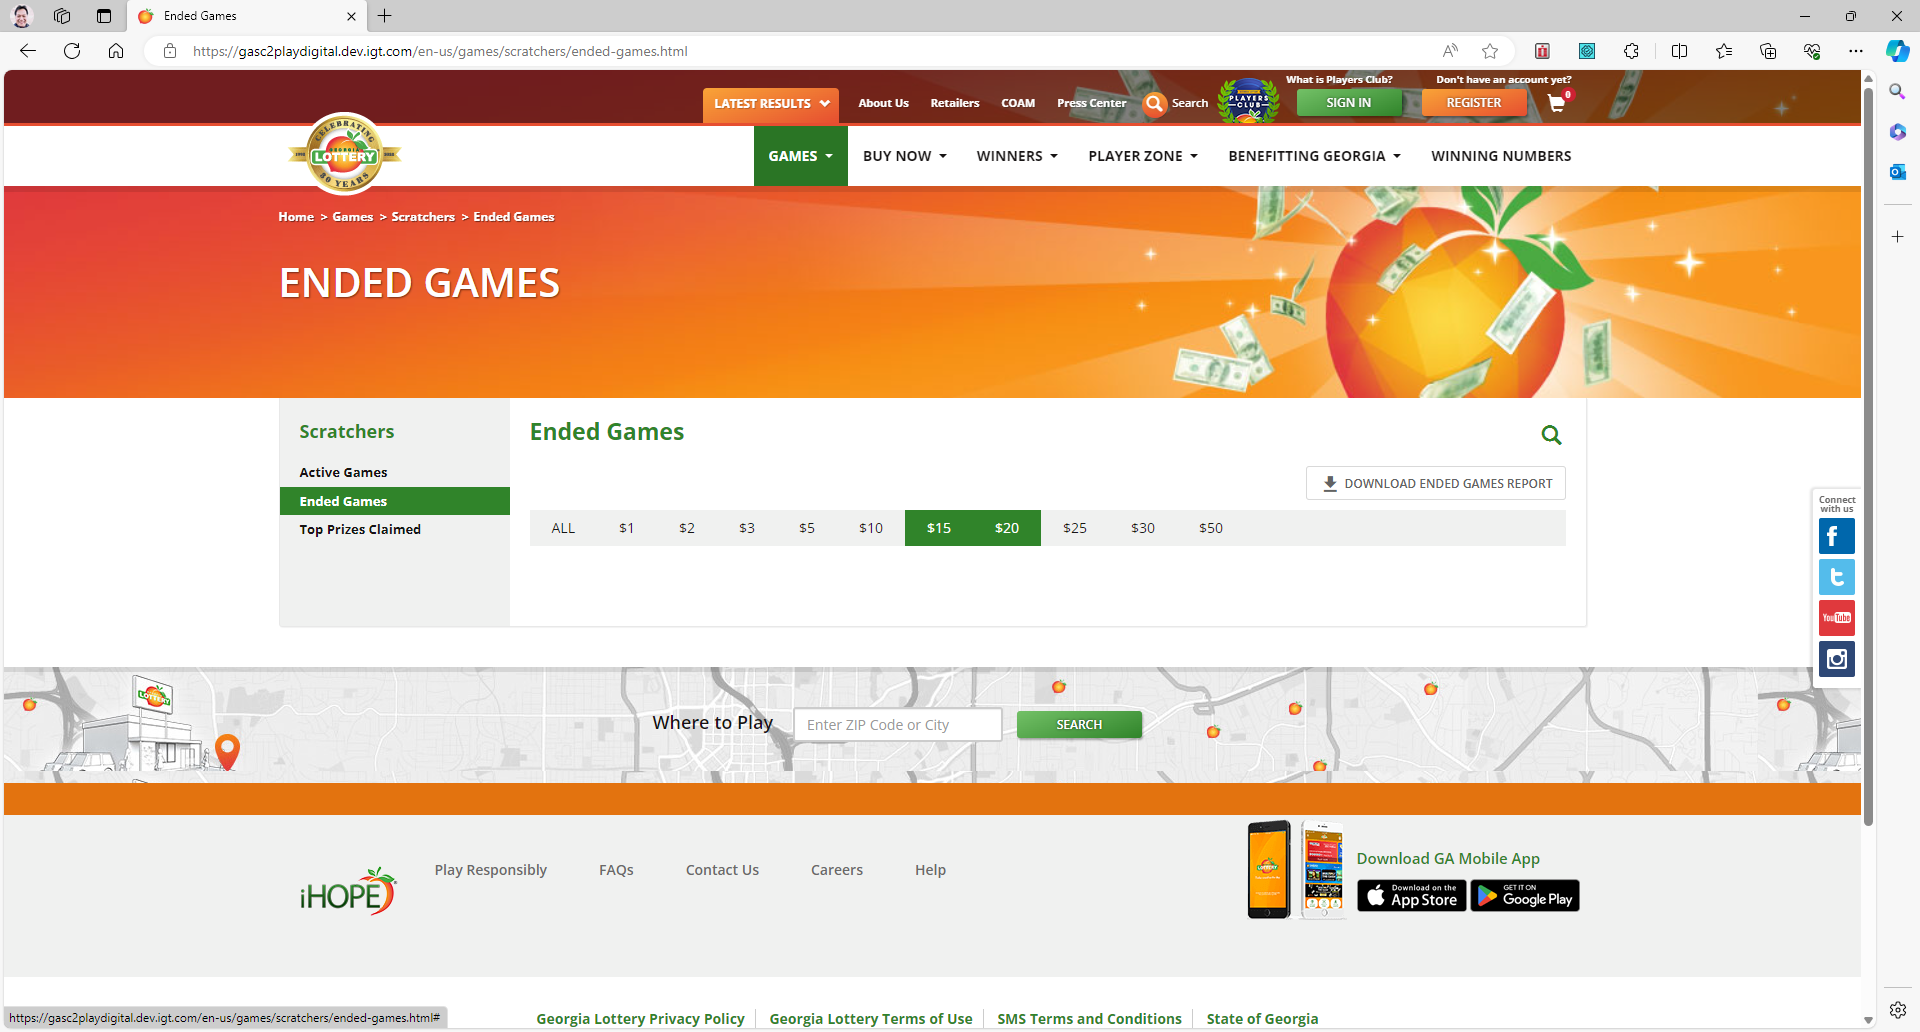 Ended Games
https://gasc2playdigital.dev.igt.com/en-us/games/scratchers/ended-games.html
What is Players Club?
Don't have an account yet?
LATEST RESULTS
About Us
Retailers
COAM
Press Center
Search
PLAYERS
CLUB
SIGN IN
REGISTER
0
CELEBRATING
GEORGIA
LOTTERY
30 YEARS
GAMES
BUY NOW
WINNERS
PLAYER ZONE
BENEFITTING GEORGIA
WINNING NUMBERS
Home > Games > Scratchers > Ended Games
ENDED GAMES
Scratchers
Active Games
Ended Games
Top Prizes Claimed
Ended Games
DOWNLOAD ENDED GAMES REPORT
ALL $1 $2 $3 $5 $10 $15 $20 $25 $30 $50
Connect
with us
f
t
YouTube
LOTTERY
Where to Play
Enter ZIP Code or City
SEARCH
iHOPE
Play Responsibly
FAQs
Contact Us
Careers
Help
Download GA Mobile App
Download on the
App Store
GET IT ON
Google Play
https://gasc2playdigital.dev.igt.com/en-us/games/scratchers/ended-games.html#
Georgia Lottery Privacy Policy
Georgia Lottery Terms of Use
SMS Terms and Conditions
State of Georgia